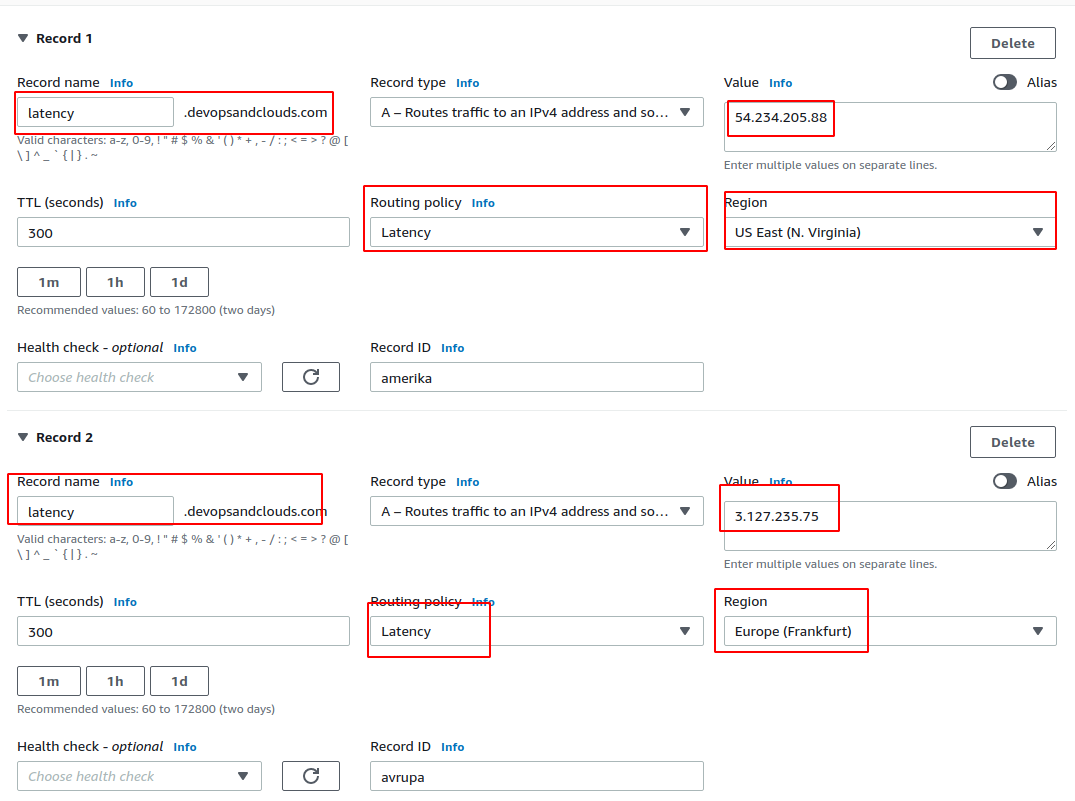 Record 1
Delete
Record name Info
Record type Info
Value Info
Alias
latency .devopsandclouds.com
A – Routes traffic to an IPv4 address and so...
54.234.205.88
Valid characters: a-z, 0-9, ! " # $ % & ' ( ) * + , - / : ; < = > ? @ [
\ ] ^ _ ` { | } . ~
Enter multiple values on separate lines.
TTL (seconds) Info
Routing policy Info
Region
300
Latency
US East (N. Virginia)
1m 1h 1d
Recommended values: 60 to 172800 (two days)
Health check - optional Info
Record ID Info
Choose health check
amerika
Record 2
Delete
Record name Info
Record type Info
Value Info
Alias
latency .devopsandclouds.com
A – Routes traffic to an IPv4 address and so...
3.127.235.75
Valid characters: a-z, 0-9, ! " # $ % & ' ( ) * + , - / : ; < = > ? @ [
\ ] ^ _ ` { | } . ~
Enter multiple values on separate lines.
TTL (seconds) Info
Routing policy Info
Region
300
Latency
Europe (Frankfurt)
1m 1h 1d
Recommended values: 60 to 172800 (two days)
Health check - optional Info
Record ID Info
Choose health check
avrupa